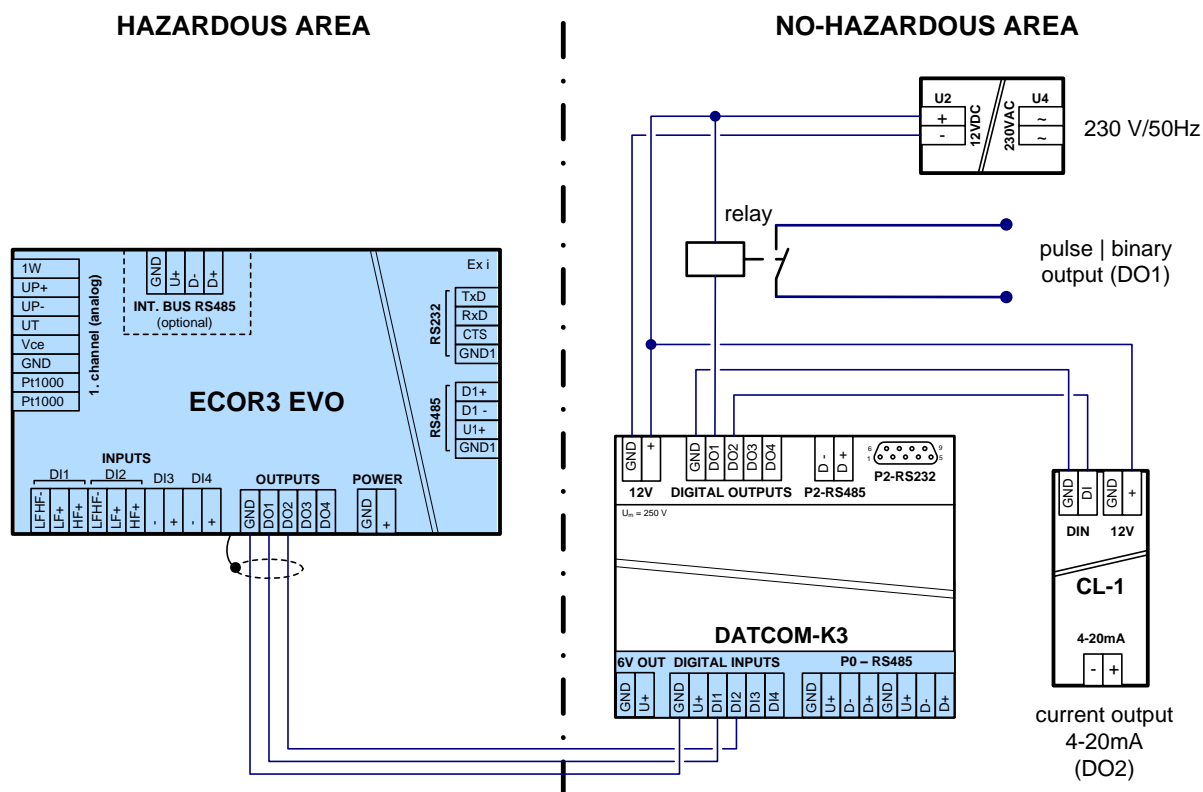 HAZARDOUS AREA
NO-HAZARDOUS AREA
U2
U4
+
-
12VDC
230VAC
~
~
230 V/50Hz
relay
pulse | binary
output (DO1)
1W
UP+
UP-
UT
Vce
GND
Pt1000
Pt1000
1. channel (analog)
GND
U+
D-
D+
INT. BUS RS485
(optional)
Ex i
TxD
RxD
CTS
GND1
RS232
D1+
D1 -
U1+
GND1
RS485
ECOR3 EVO
INPUTS
DI1
DI2
DI3
DI4
LFHF-
LF+
HF+
LFHF-
LF+
HF+
-
+
-
+
OUTPUTS
GND
DO1
DO2
DO3
DO4
POWER
GND
+
GND
+
12V
GND
DO1
DO2
DO3
DO4
DIGITAL OUTPUTS
D -
D +
P2-RS485
6
9
1
5
P2-RS232
Um = 250 V
DATCOM-K3
6V OUT
DIGITAL INPUTS
P0 – RS485
GND
U+
GND
U+
DI1
DI2
DI3
DI4
GND
U+
D-
D+
GND
U+
D-
D+
GND
DI
GND
+
DIN
12V
CL-1
4-20mA
-
+
current output
4-20mA
(DO2)